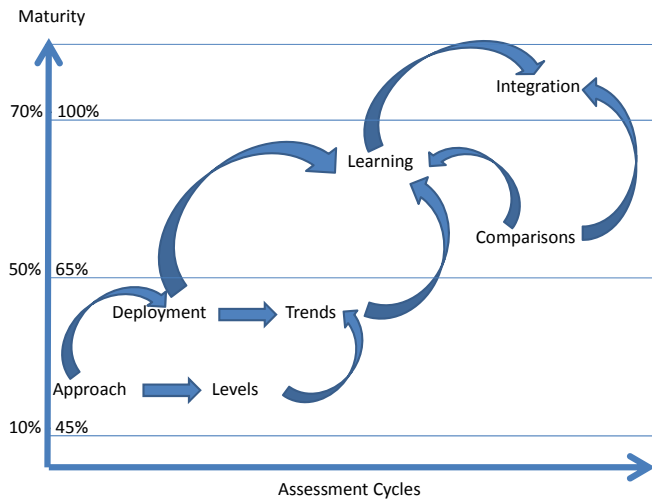 Maturity
Integration
70% 100%
Learning
Comparisons
50% 65%
Deployment Trends
Approach Levels
10% 45%
Assessment Cycles